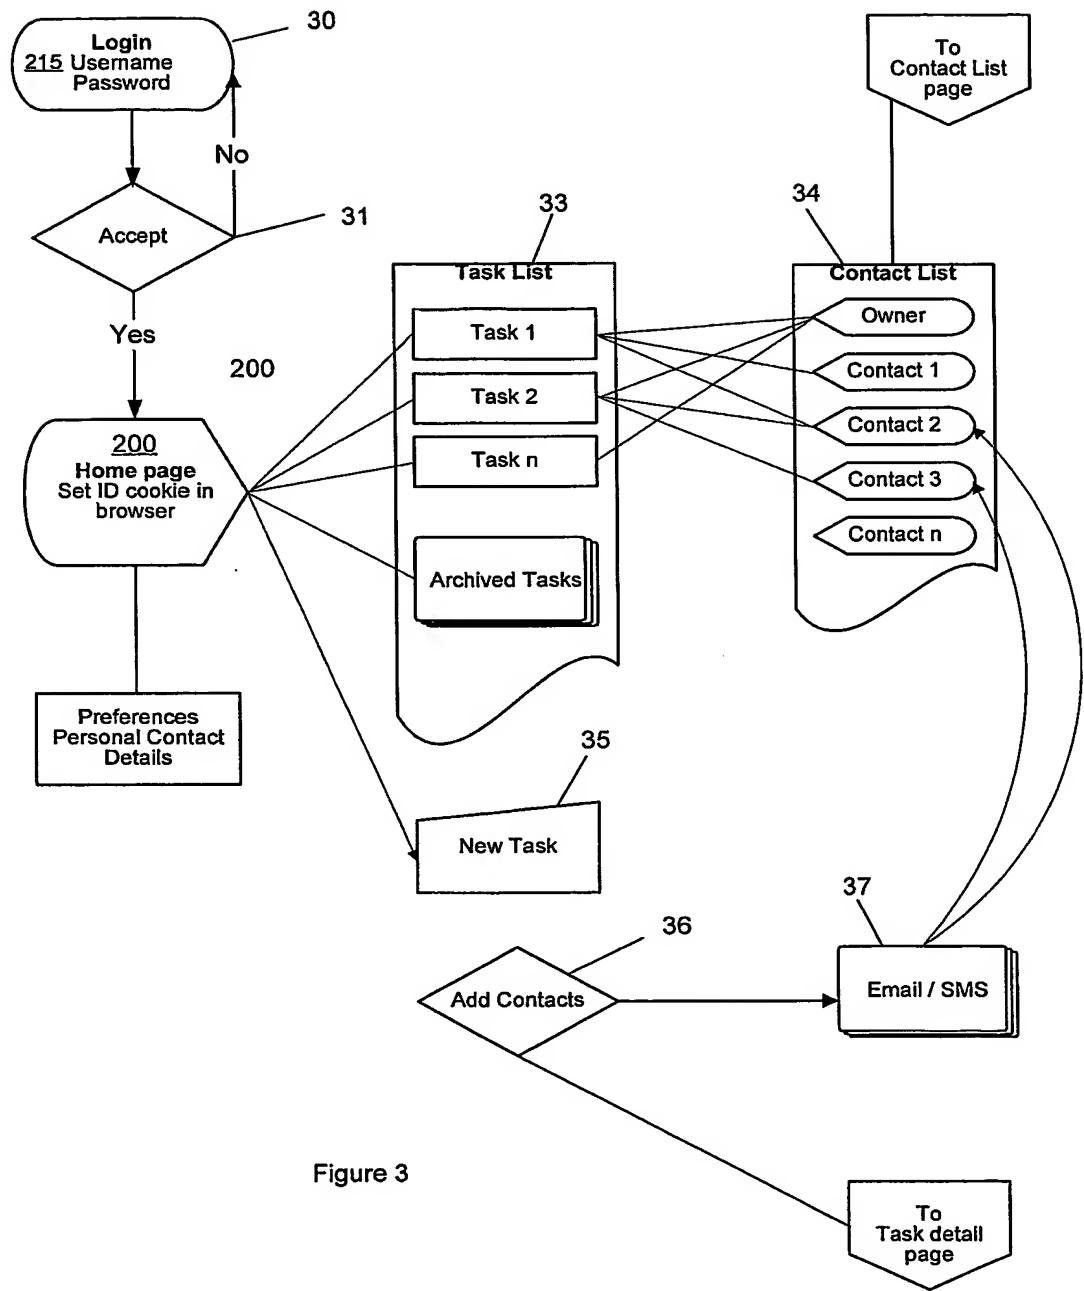 30
Login
215 Username
Password
No
Accept
31
Yes
200
200
Home page
Set ID cookie in
browser
Preferences
Personal Contact
Details
33
Task List
Task 1
Task 2
Task n
Archived Tasks
To
Contact List
page
34
Contact List
Owner
Contact 1
Contact 2
Contact 3
Contact n
35
New Task
36
Add Contacts
37
Email / SMS
To
Task detail
page
Figure 3